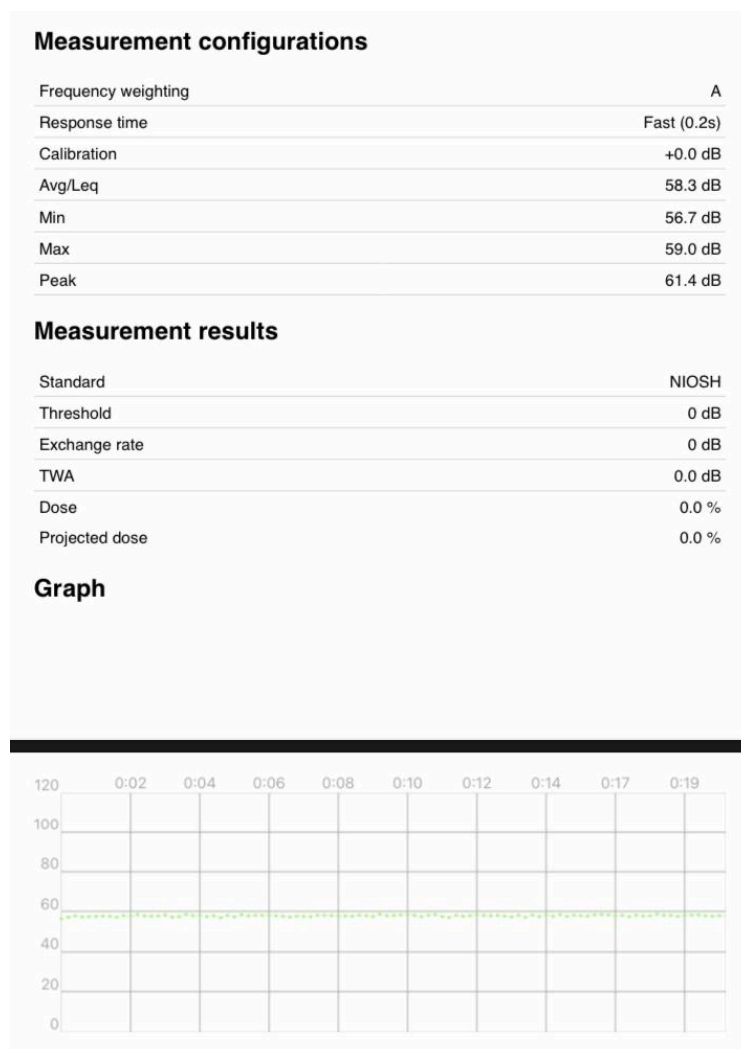 Measurement configurations
Frequency weighting A
Response time Fast (0.2s)
Calibration +0.0 dB
Avg/Leq 58.3 dB
Min 56.7 dB
Max 59.0 dB
Peak 61.4 dB
Measurement results
Standard NIOSH
Threshold 0 dB
Exchange rate 0 dB
TWA 0.0 dB
Dose 0.0 %
Projected dose 0.0 %
Graph
0:02 0:04 0:06 0:08 0:10 0:12 0:14 0:17 0:19
120
100
80
60
40
20
0